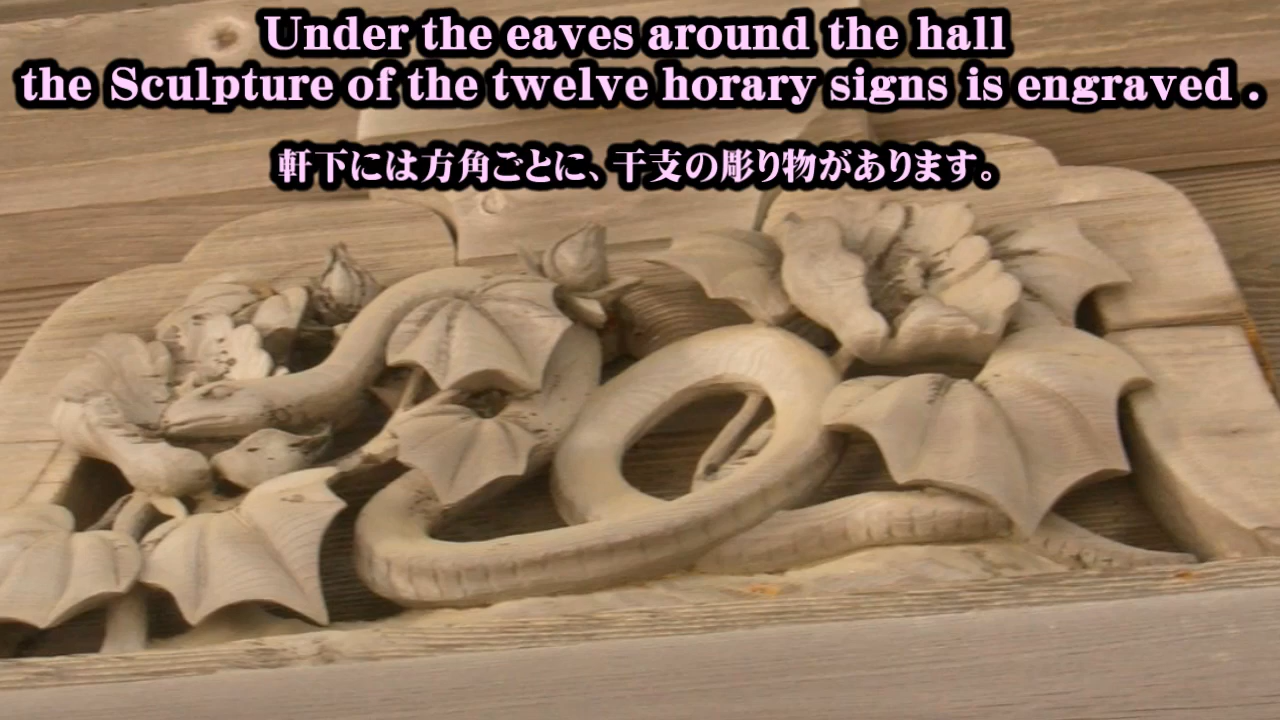 Under the eaves around the hall
the Sculpture of the twelve horary signs is engraved .
軒下には方角ごとに、干支の彫り物があります。